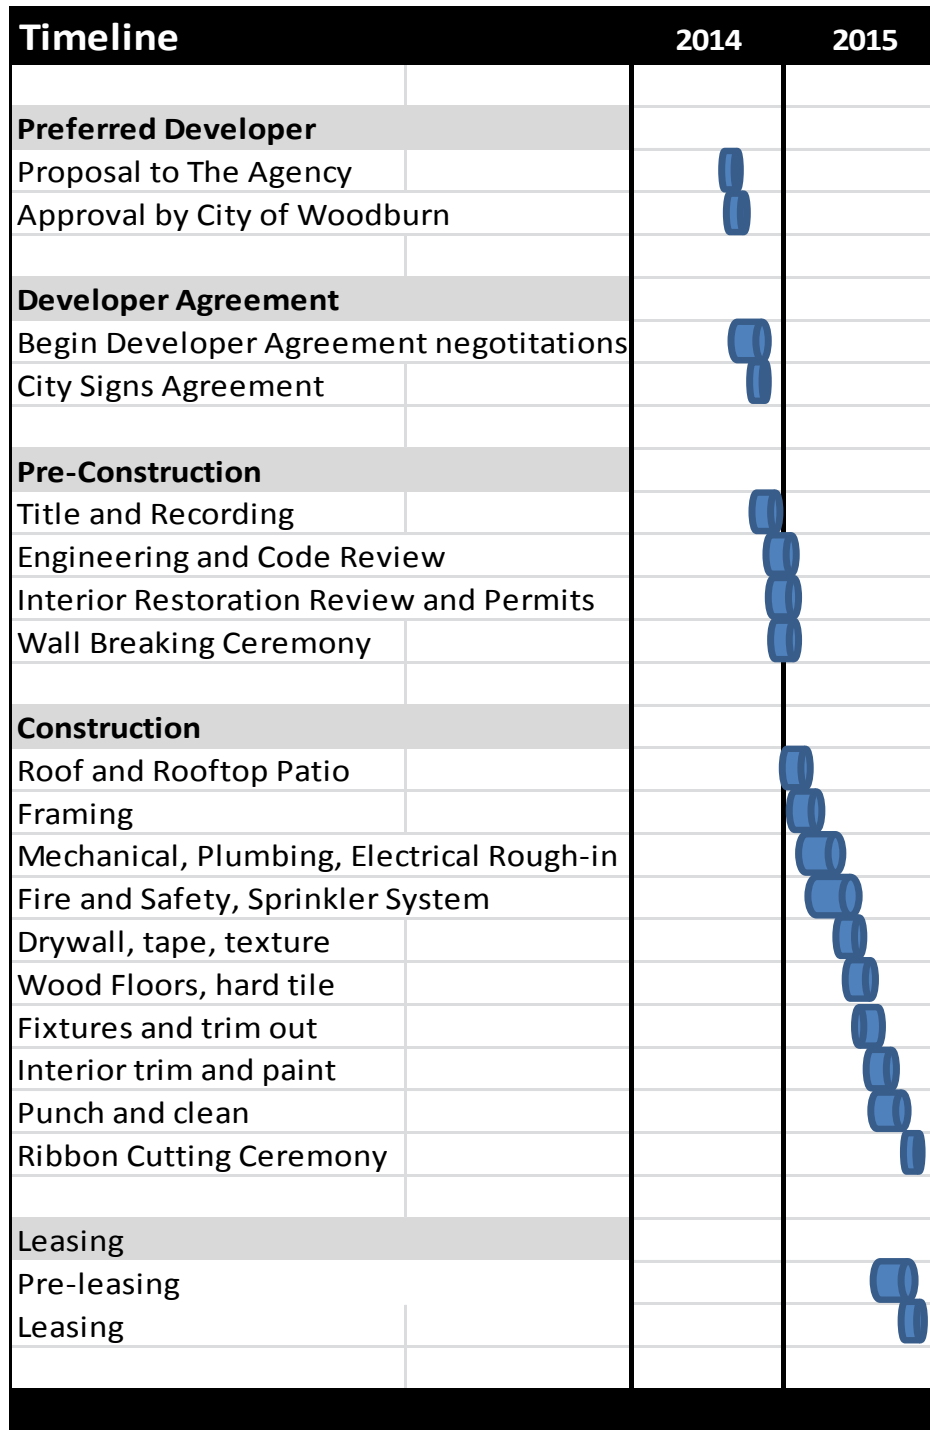 Timeline 2014 2015
Preferred Developer
Proposal to The Agency
Approval by City of Woodburn
Developer Agreement
Begin Developer Agreement negotitations
City Signs Agreement
Pre-Construction
Title and Recording
Engineering and Code Review
Interior Restoration Review and Permits
Wall Breaking Ceremony
Construction
Roof and Rooftop Patio
Framing
Mechanical, Plumbing, Electrical Rough-in
Fire and Safety, Sprinkler System
Drywall, tape, texture
Wood Floors, hard tile
Fixtures and trim out
Interior trim and paint
Punch and clean
Ribbon Cutting Ceremony
Leasing
Pre-leasing
Leasing